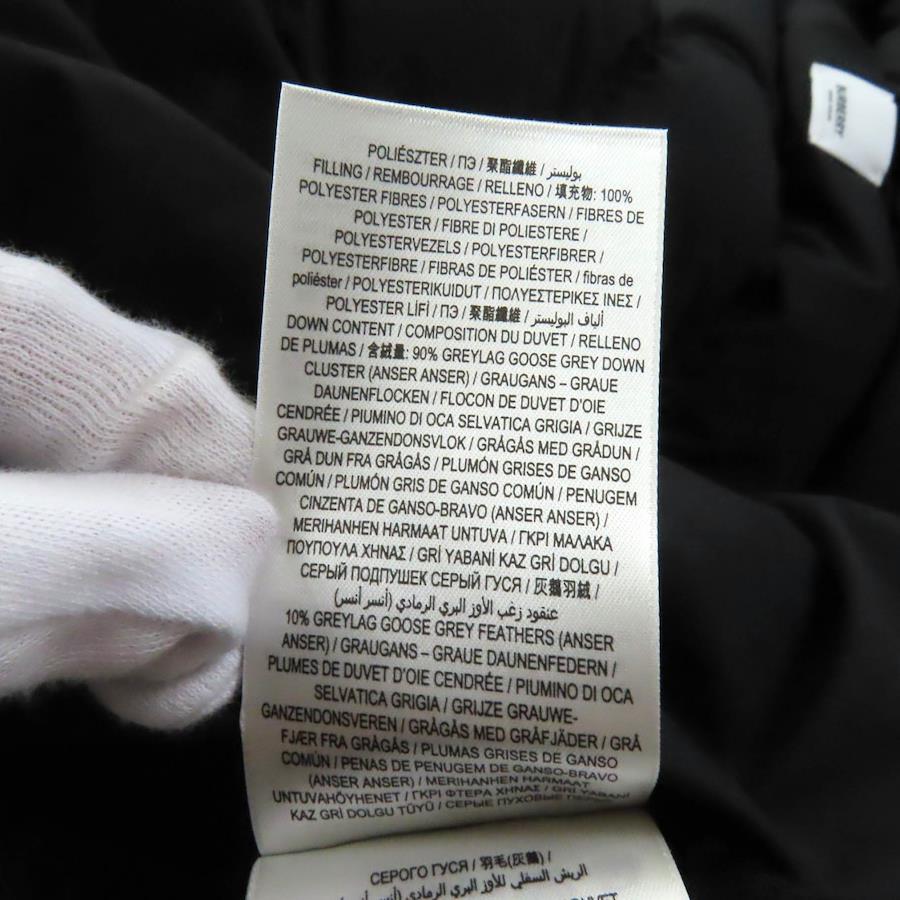 POLIÉSZTER / ПЭ / 聚酯纖維 / بوليستر /
FILLING / REMBOURRAGE / RELLENO / 填充物: 100%
POLYESTER FIBRES / POLYESTERFASERN / FIBRES DE
POLYESTER / FIBRE DI POLIESTERE /
POLYESTERVEZELS / POLYESTERFIBRER /
POLYESTERFIBRE / FIBRAS DE POLIÉSTER / fibras de
poliéster / POLYESTERIKUIDUT / ΠΟΛΥΕΣΤΕΡΙΚΕΣ ΙΝΕΣ /
POLYESTER LİFİ / ПЭ / 聚酯纖維 / ألياف البوليستر /
DOWN CONTENT / COMPOSITION DU DUVET / RELLENO
DE PLUMAS / 含絨量: 90% GREYLAG GOOSE GREY DOWN
CLUSTER (ANSER ANSER) / GRAUGANS – GRAUE
DAUNENFLOCKEN / FLOCON DE DUVET D'OIE
CENDRÉE / PIUMINO DI OCA SELVATICA GRIGIA / GRIJZE
GRAUWE-GANZENDONSVLOK / GRÅGÅS MED GRÅDUN /
GRÅ DUN FRA GRÅGÅS / PLUMÓN GRISES DE GANSO
COMÚN / PLUMÓN GRIS DE GANSO COMÚN / PENUGEM
CINZENTA DE GANSO-BRAVO (ANSER ANSER) /
MERIHANHEN HARMAAT UNTUVA / ΓΚΡΙ ΜΑΛΑΚΑ
ΠΟΥΠΟΥΛΑ ΧΗΝΑΣ / GRİ YABANİ KAZ GRİ DOLGU /
СЕРЫЙ ПОДПУШЕК СЕРЫЙ ГУСЯ / 灰鵝羽絨 /
عنقود زغب الأوز البري الرمادي (أنسر أنسر)
10% GREYLAG GOOSE GREY FEATHERS (ANSER
ANSER) / GRAUGANS – GRAUE DAUNENFEDERN /
PLUMES DE DUVET D'OIE CENDRÉE / PIUMINO DI OCA
SELVATICA GRIGIA / GRIJZE GRAUWE-
GANZENDONSVEREN / GRÅGÅS MED GRÅFJÄDER / GRÅ
FJÆR FRA GRÅGÅS / PLUMAS GRISES DE GANSO
COMÚN / PENAS DE PENUGEM DE GANSO-BRAVO
(ANSER ANSER) / MERIHANHEN HARMAAT
UNTUVAHÖYHENET / ΓΚΡΙ ΦΤΕΡΑ ΧΗΝΑΣ / GRİ YABANİ
KAZ GRİ DOLGU TÜYÜ / СЕРЫЕ ПУХОВЫЕ
СЕРОГО ГУСЯ / 羽毛(灰鵝) /
الريش السفلي للأوز البري الرمادي
BURBERRY